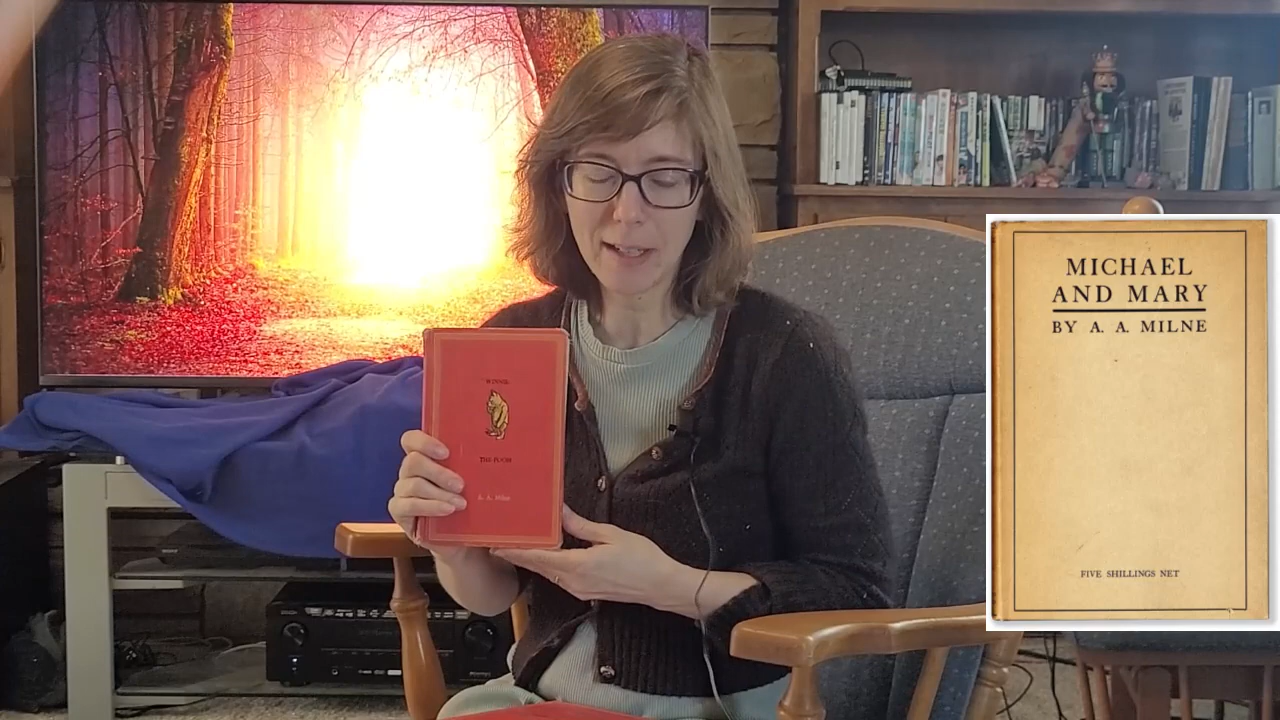 WINNIE-
THE-POOH
A. A. Milne
MICHAEL
AND MARY
BY A. A. MILNE
FIVE SHILLINGS NET